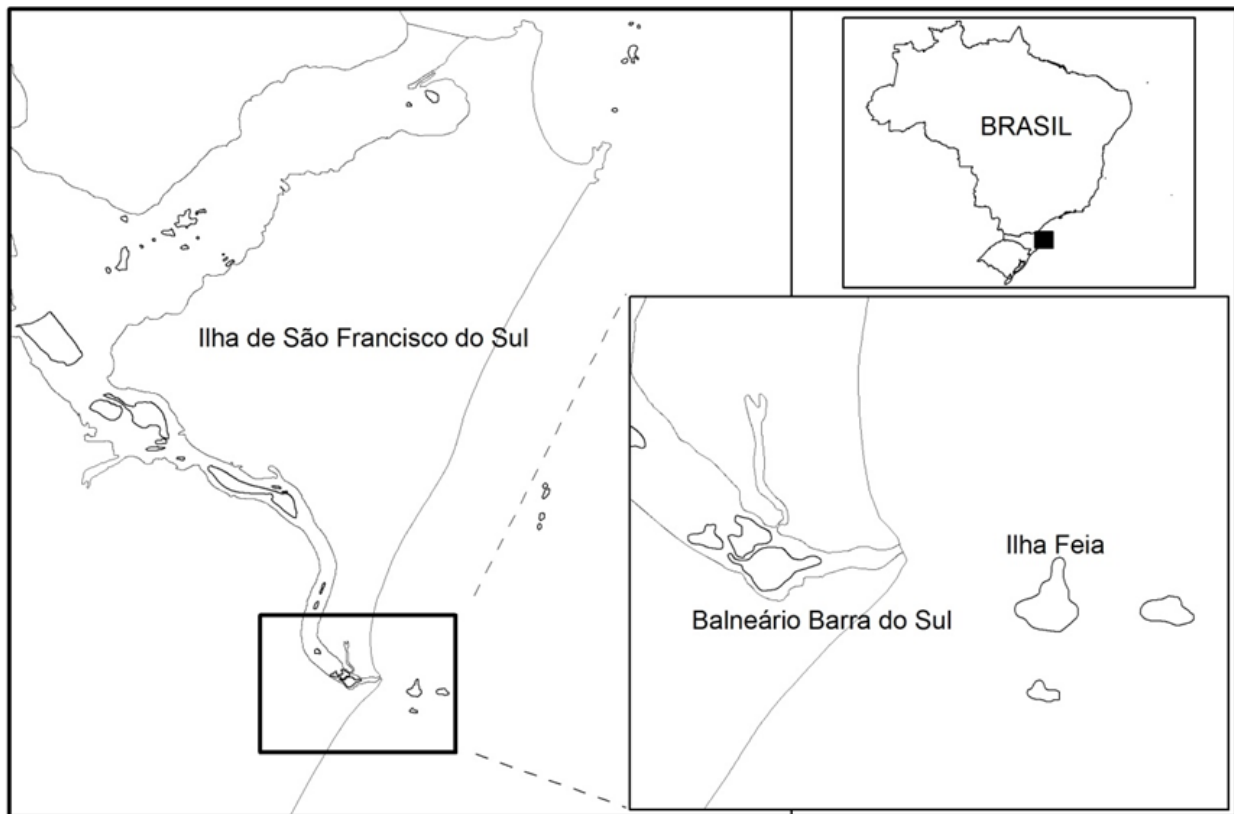 BRASIL
Ilha de São Francisco do Sul
Ilha Feia
Balneário Barra do Sul